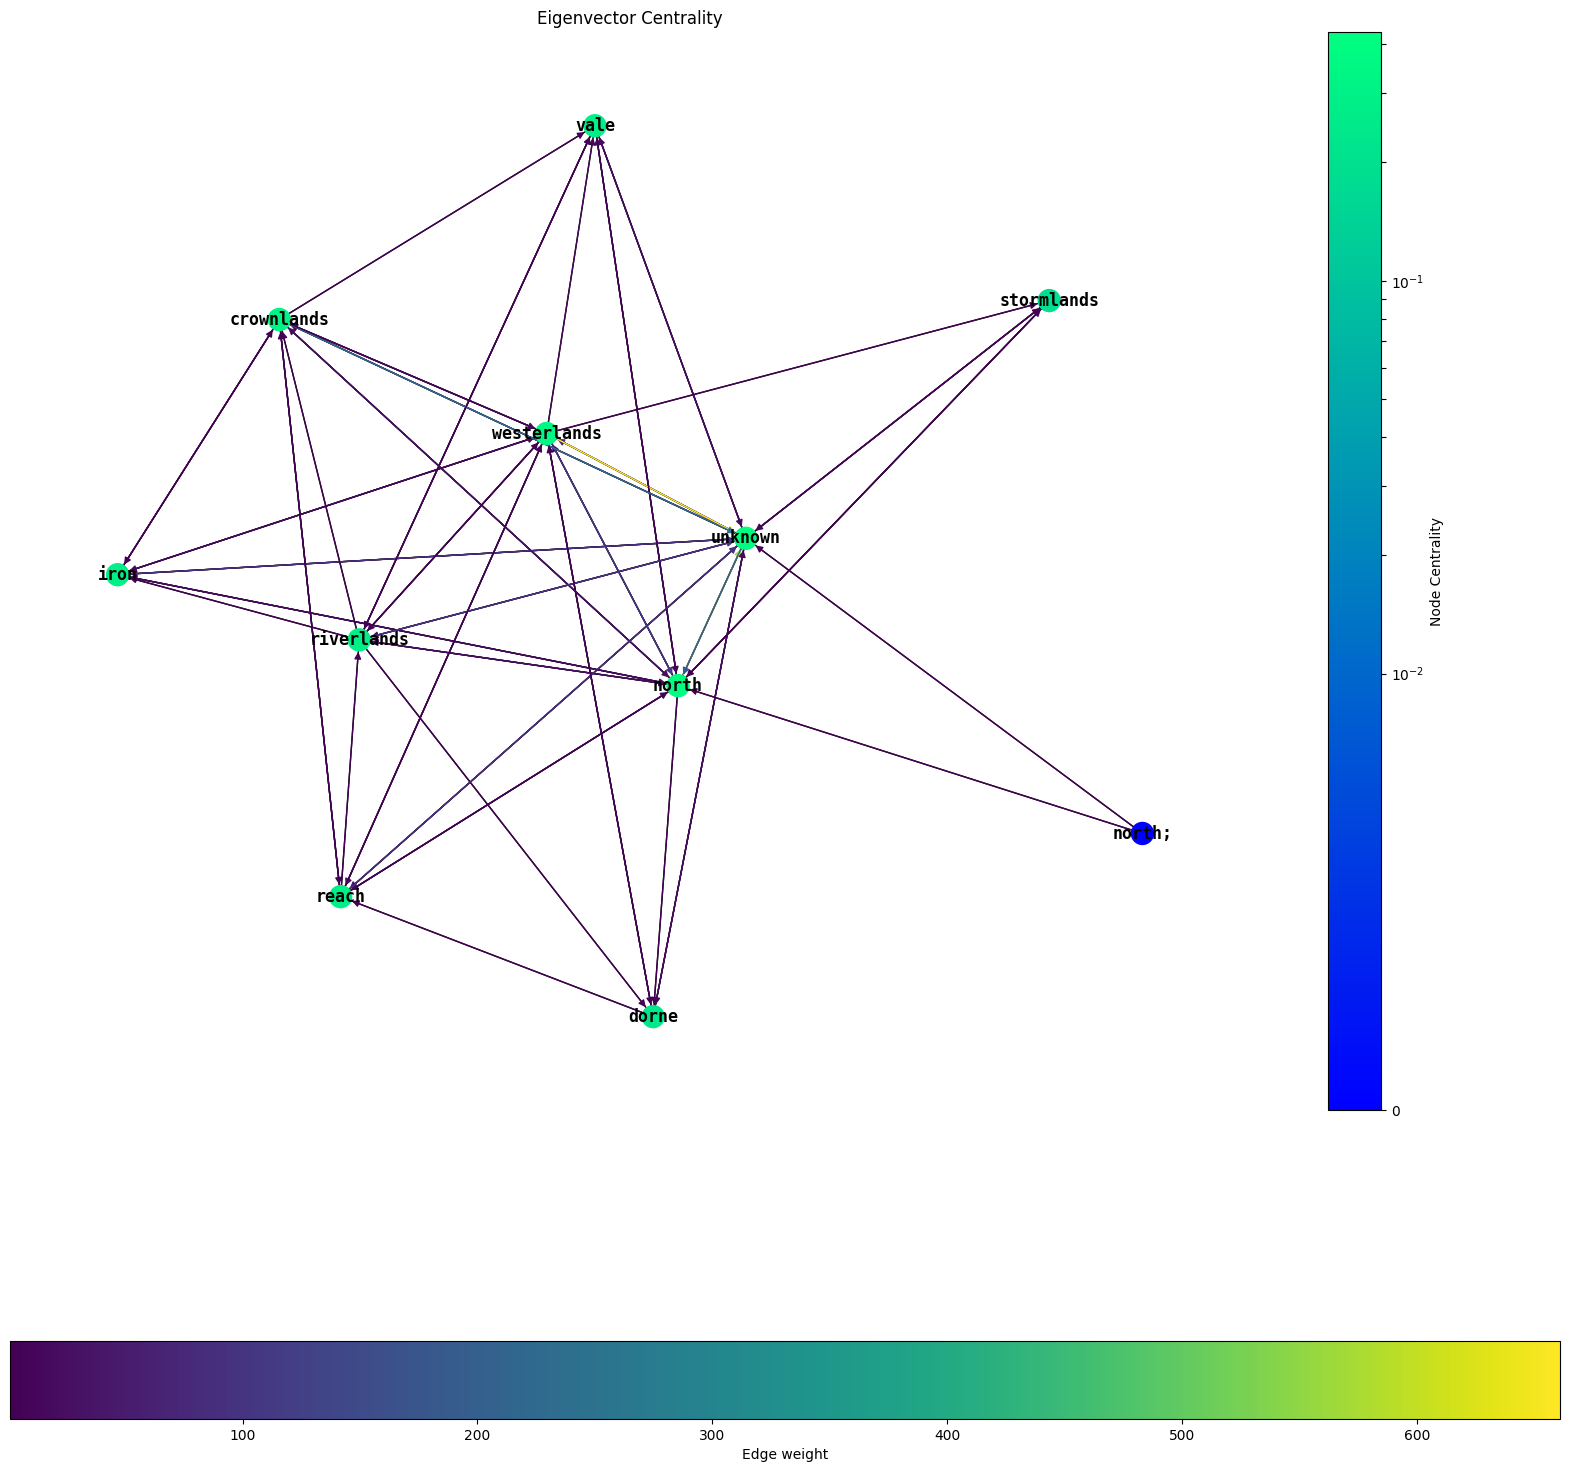 Eigenvector Centrality
vale
stormlands
crownlands
westerlands
unknown
iron
riverlands
north
north;
reach
dorne
10⁻¹
10⁻²
0
Node Centrality
100 200 300 400 500 600
Edge weight